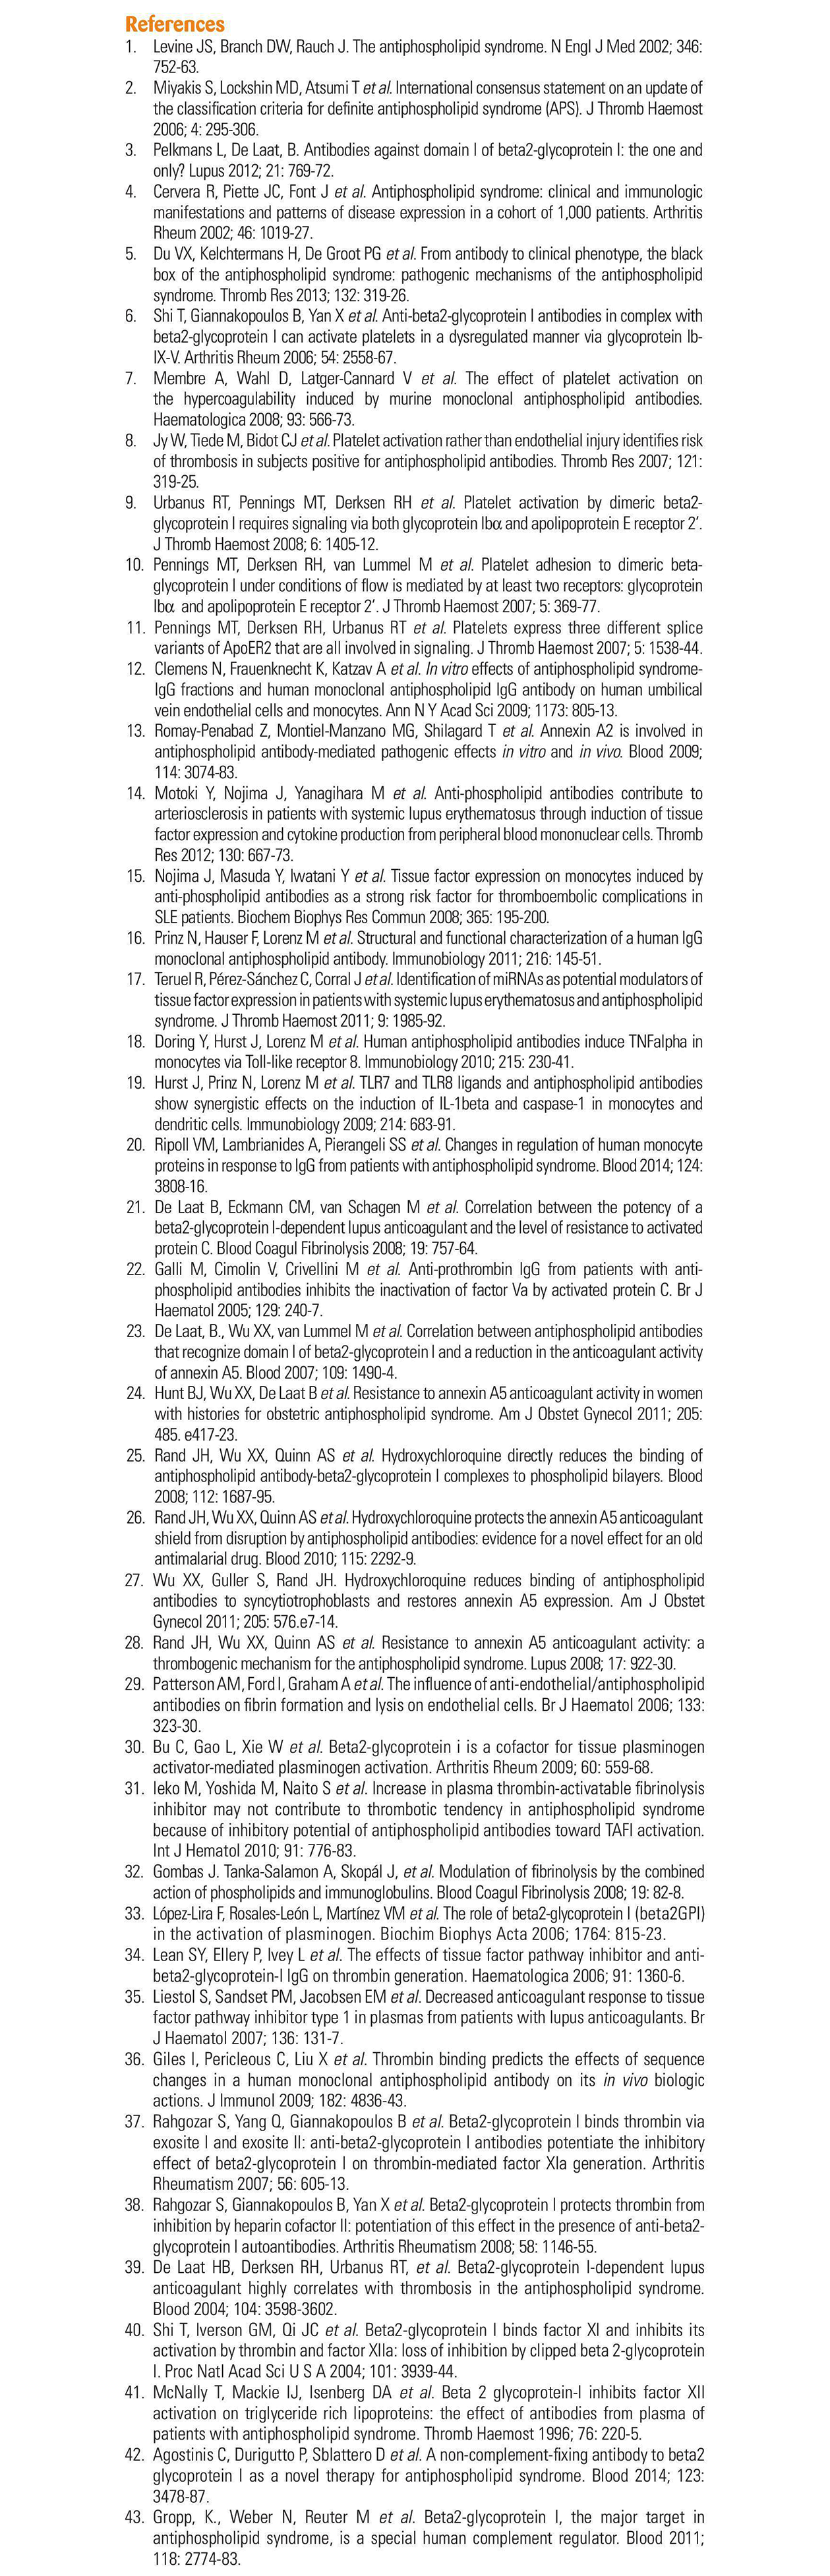 References
1. Levine JS, Branch DW, Rauch J. The antiphospholipid syndrome. N Engl J Med 2002; 346:
752-63.
2. Miyakis S, Lockshin MD, Atsumi T et al. International consensus statement on an update of
the classification criteria for definite antiphospholipid syndrome (APS). J Thromb Haemost
2006; 4: 295-306.
3. Pelkmans L, De Laat, B. Antibodies against domain I of beta2-glycoprotein I: the one and
only? Lupus 2012; 21: 769-72.
4. Cervera R, Piette JC, Font J et al. Antiphospholipid syndrome: clinical and immunologic
manifestations and patterns of disease expression in a cohort of 1,000 patients. Arthritis
Rheum 2002; 46: 1019-27.
5. Du VX, Kelchtermans H, De Groot PG et al. From antibody to clinical phenotype, the black
box of the antiphospholipid syndrome: pathogenic mechanisms of the antiphospholipid
syndrome. Thromb Res 2013; 132: 319-26.
6. Shi T, Giannakopoulos B, Yan X et al. Anti-beta2-glycoprotein I antibodies in complex with
beta2-glycoprotein I can activate platelets in a dysregulated manner via glycoprotein Ib-
IX-V. Arthritis Rheum 2006; 54: 2558-67.
7. Membre A, Wahl D, Latger-Cannard V et al. The effect of platelet activation on
the hypercoagulability induced by murine monoclonal antiphospholipid antibodies.
Haematologica 2008; 93: 566-73.
8. Jy W, Tiede M, Bidot CJ et al. Platelet activation rather than endothelial injury identifies risk
of thrombosis in subjects positive for antiphospholipid antibodies. Thromb Res 2007; 121:
319-25.
9. Urbanus RT, Pennings MT, Derksen RH et al. Platelet activation by dimeric beta2-
glycoprotein I requires signaling via both glycoprotein Ibα and apolipoprotein E receptor 2’.
J Thromb Haemost 2008; 6: 1405-12.
10. Pennings MT, Derksen RH, van Lummel M et al. Platelet adhesion to dimeric beta-
glycoprotein I under conditions of flow is mediated by at least two receptors: glycoprotein
Ibα and apolipoprotein E receptor 2’. J Thromb Haemost 2007; 5: 369-77.
11. Pennings MT, Derksen RH, Urbanus RT et al. Platelets express three different splice
variants of ApoER2 that are all involved in signaling. J Thromb Haemost 2007; 5: 1538-44.
12. Clemens N, Frauenknecht K, Katzav A et al. In vitro effects of antiphospholipid syndrome-
IgG fractions and human monoclonal antiphospholipid IgG antibody on human umbilical
vein endothelial cells and monocytes. Ann N Y Acad Sci 2009; 1173: 805-13.
13. Romay-Penabad Z, Montiel-Manzano MG, Shilagard T et al. Annexin A2 is involved in
antiphospholipid antibody-mediated pathogenic effects in vitro and in vivo. Blood 2009;
114: 3074-83.
14. Motoki Y, Nojima J, Yanagihara M et al. Anti-phospholipid antibodies contribute to
arteriosclerosis in patients with systemic lupus erythematosus through induction of tissue
factor expression and cytokine production from peripheral blood mononuclear cells. Thromb
Res 2012; 130: 667-73.
15. Nojima J, Masuda Y, Iwatani Y et al. Tissue factor expression on monocytes induced by
anti-phospholipid antibodies as a strong risk factor for thromboembolic complications in
SLE patients. Biochem Biophys Res Commun 2008; 365: 195-200.
16. Prinz N, Hauser F, Lorenz M et al. Structural and functional characterization of a human IgG
monoclonal antiphospholipid antibody. Immunobiology 2011; 216: 145-51.
17. Teruel R, Pérez-Sánchez C, Corral J et al. Identification of miRNAs as potential modulators of
tissue factor expression in patients with systemic lupus erythematosus and antiphospholipid
syndrome. J Thromb Haemost 2011; 9: 1985-92.
18. Doring Y, Hurst J, Lorenz M et al. Human antiphospholipid antibodies induce TNFalpha in
monocytes via Toll-like receptor 8. Immunobiology 2010; 215: 230-41.
19. Hurst J, Prinz N, Lorenz M et al. TLR7 and TLR8 ligands and antiphospholipid antibodies
show synergistic effects on the induction of IL-1beta and caspase-1 in monocytes and
dendritic cells. Immunobiology 2009; 214: 683-91.
20. Ripoll VM, Lambrianides A, Pierangeli SS et al. Changes in regulation of human monocyte
proteins in response to IgG from patients with antiphospholipid syndrome. Blood 2014; 124:
3808-16.
21. De Laat B, Eckmann CM, van Schagen M et al. Correlation between the potency of a
beta2-glycoprotein I-dependent lupus anticoagulant and the level of resistance to activated
protein C. Blood Coagul Fibrinolysis 2008; 19: 757-64.
22. Galli M, Cimolin V, Crivellini M et al. Anti-prothrombin IgG from patients with anti-
phospholipid antibodies inhibits the inactivation of factor Va by activated protein C. Br J
Haematol 2005; 129: 240-7.
23. De Laat, B., Wu XX, van Lummel M et al. Correlation between antiphospholipid antibodies
that recognize domain I of beta2-glycoprotein I and a reduction in the anticoagulant activity
of annexin A5. Blood 2007; 109: 1490-4.
24. Hunt BJ, Wu XX, De Laat B et al. Resistance to annexin A5 anticoagulant activity in women
with histories for obstetric antiphospholipid syndrome. Am J Obstet Gynecol 2011; 205:
485. e417-23.
25. Rand JH, Wu XX, Quinn AS et al. Hydroxychloroquine directly reduces the binding of
antiphospholipid antibody-beta2-glycoprotein I complexes to phospholipid bilayers. Blood
2008; 112: 1687-95.
26. Rand JH, Wu XX, Quinn AS et al. Hydroxychloroquine protects the annexin A5 anticoagulant
shield from disruption by antiphospholipid antibodies: evidence for a novel effect for an old
antimalarial drug. Blood 2010; 115: 2292-9.
27. Wu XX, Guller S, Rand JH. Hydroxychloroquine reduces binding of antiphospholipid
antibodies to syncytiotrophoblasts and restores annexin A5 expression. Am J Obstet
Gynecol 2011; 205: 576.e7-14.
28. Rand JH, Wu XX, Quinn AS et al. Resistance to annexin A5 anticoagulant activity: a
thrombogenic mechanism for the antiphospholipid syndrome. Lupus 2008; 17: 922-30.
29. Patterson AM, Ford I, Graham A et al. The influence of anti-endothelial/antiphospholipid
antibodies on fibrin formation and lysis on endothelial cells. Br J Haematol 2006; 133:
323-30.
30. Bu C, Gao L, Xie W et al. Beta2-glycoprotein i is a cofactor for tissue plasminogen
activator-mediated plasminogen activation. Arthritis Rheum 2009; 60: 559-68.
31. Ieko M, Yoshida M, Naito S et al. Increase in plasma thrombin-activatable fibrinolysis
inhibitor may not contribute to thrombotic tendency in antiphospholipid syndrome
because of inhibitory potential of antiphospholipid antibodies toward TAFI activation.
Int J Hematol 2010; 91: 776-83.
32. Gombas J. Tanka-Salamon A, Skopál J, et al. Modulation of fibrinolysis by the combined
action of phospholipids and immunoglobulins. Blood Coagul Fibrinolysis 2008; 19: 82-8.
33. López-Lira F, Rosales-León L, Martínez VM et al. The role of beta2-glycoprotein I (beta2GPI)
in the activation of plasminogen. Biochim Biophys Acta 2006; 1764: 815-23.
34. Lean SY, Ellery P, Ivey L et al. The effects of tissue factor pathway inhibitor and anti-
beta2-glycoprotein-I IgG on thrombin generation. Haematologica 2006; 91: 1360-6.
35. Liestol S, Sandset PM, Jacobsen EM et al. Decreased anticoagulant response to tissue
factor pathway inhibitor type 1 in plasmas from patients with lupus anticoagulants. Br
J Haematol 2007; 136: 131-7.
36. Giles I, Pericleous C, Liu X et al. Thrombin binding predicts the effects of sequence
changes in a human monoclonal antiphospholipid antibody on its in vivo biologic
actions. J Immunol 2009; 182: 4836-43.
37. Rahgozar S, Yang Q, Giannakopoulos B et al. Beta2-glycoprotein I binds thrombin via
exosite I and exosite II: anti-beta2-glycoprotein I antibodies potentiate the inhibitory
effect of beta2-glycoprotein I on thrombin-mediated factor XIa generation. Arthritis
Rheumatism 2007; 56: 605-13.
38. Rahgozar S, Giannakopoulos B, Yan X et al. Beta2-glycoprotein I protects thrombin from
inhibition by heparin cofactor II: potentiation of this effect in the presence of anti-beta2-
glycoprotein I autoantibodies. Arthritis Rheumatism 2008; 58: 1146-55.
39. De Laat HB, Derksen RH, Urbanus RT, et al. Beta2-glycoprotein I-dependent lupus
anticoagulant highly correlates with thrombosis in the antiphospholipid syndrome.
Blood 2004; 104: 3598-3602.
40. Shi T, Iverson GM, Qi JC et al. Beta2-glycoprotein I binds factor XI and inhibits its
activation by thrombin and factor XIIa: loss of inhibition by clipped beta 2-glycoprotein
I. Proc Natl Acad Sci U S A 2004; 101: 3939-44.
41. McNally T, Mackie IJ, Isenberg DA et al. Beta 2 glycoprotein-I inhibits factor XII
activation on triglyceride rich lipoproteins: the effect of antibodies from plasma of
patients with antiphospholipid syndrome. Thromb Haemost 1996; 76: 220-5.
42. Agostinis C, Durigutto P, Sblattero D et al. A non-complement-fixing antibody to beta2
glycoprotein I as a novel therapy for antiphospholipid syndrome. Blood 2014; 123:
3478-87.
43. Gropp, K., Weber N, Reuter M et al. Beta2-glycoprotein I, the major target in
antiphospholipid syndrome, is a special human complement regulator. Blood 2011;
118: 2774-83.